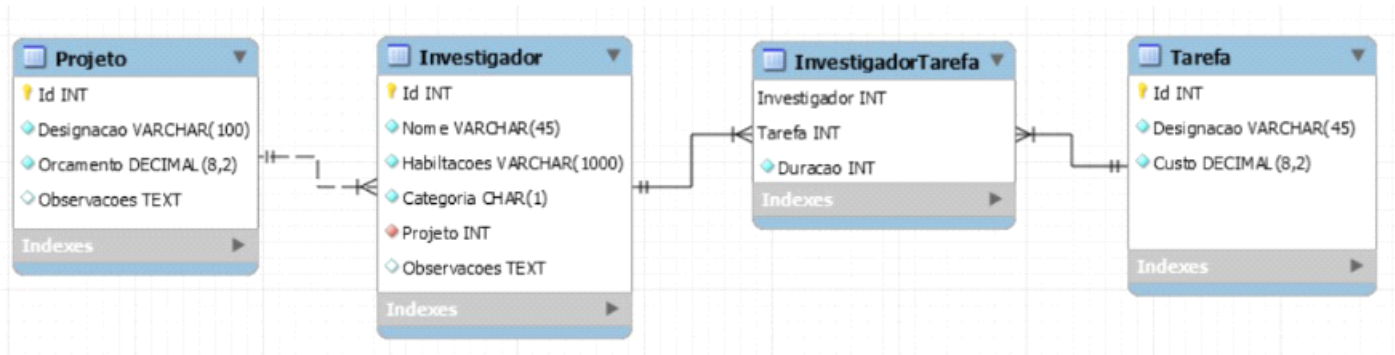 Projeto
Id INT
Designacao VARCHAR(100)
Orcamento DECIMAL(8,2)
Observacoes TEXT
Indexes
Investigador
Id INT
Nome VARCHAR(45)
Habiltacoes VARCHAR(1000)
Categoria CHAR(1)
Projeto INT
Observacoes TEXT
Indexes
InvestigadorTarefa
Investigador INT
Tarefa INT
Duracao INT
Indexes
Tarefa
Id INT
Designacao VARCHAR(45)
Custo DECIMAL(8,2)
Indexes